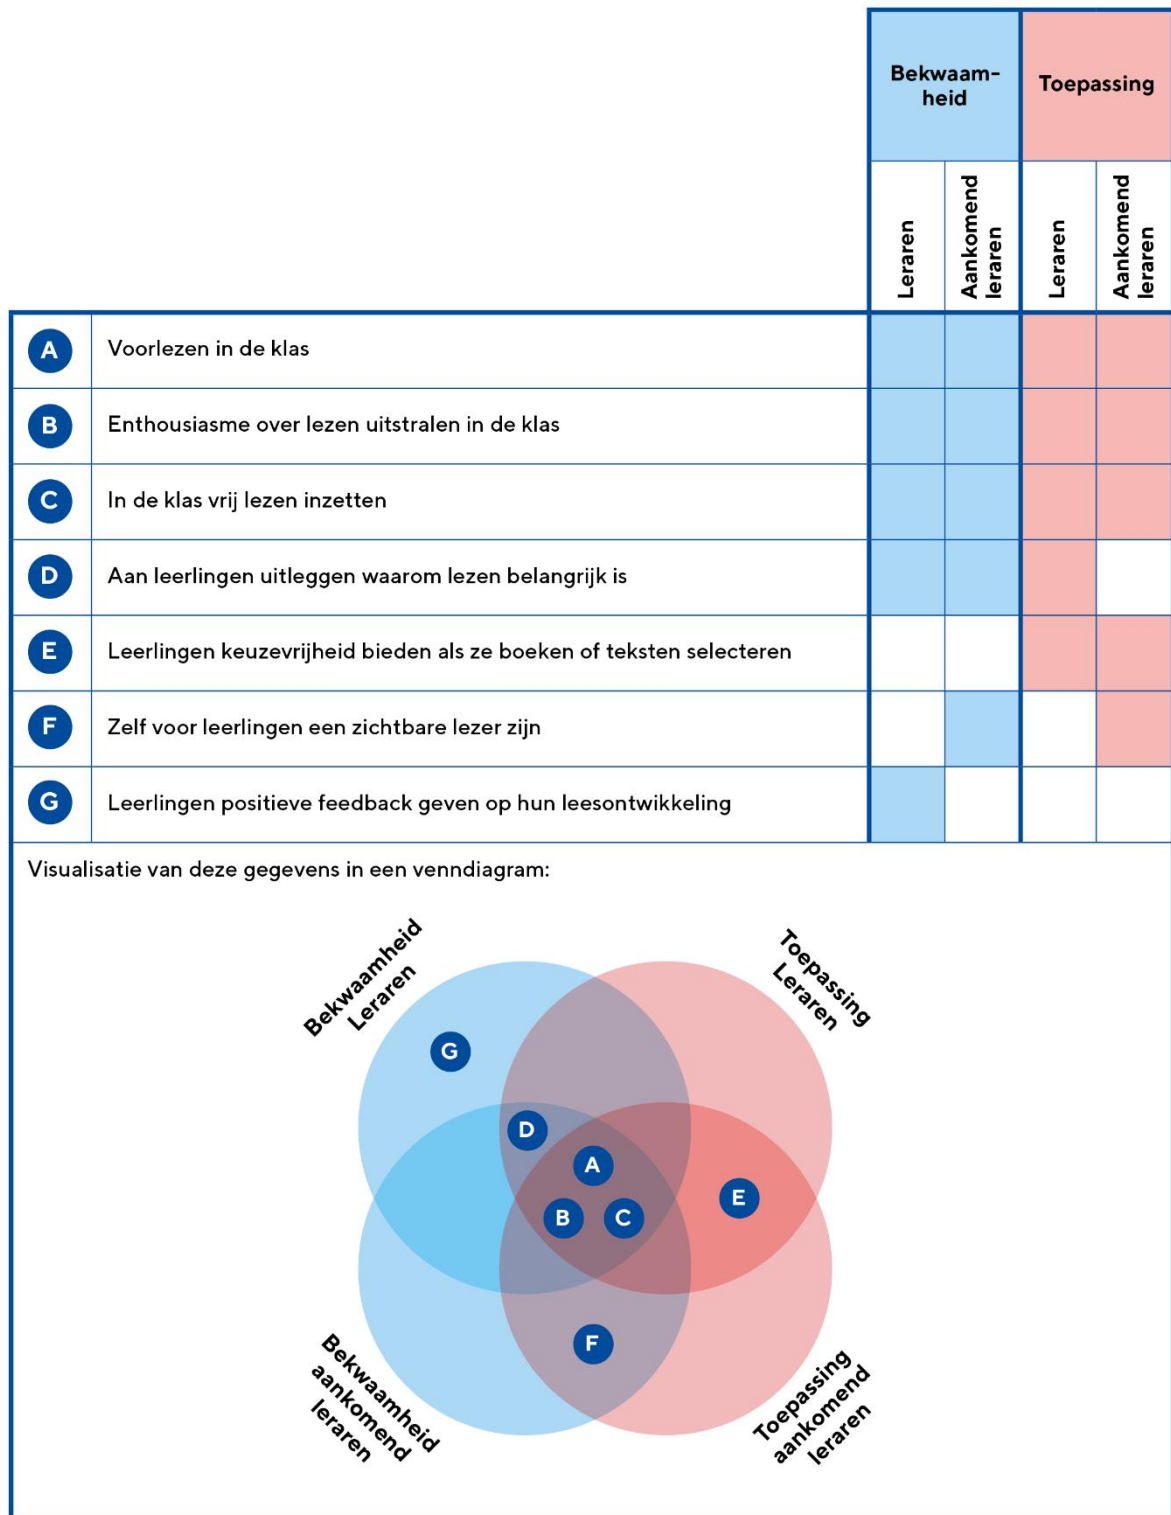 Bekwaam-
heid
Toepassing
Leraren
Aankomend
leraren
Leraren
Aankomend
leraren
A
Voorlezen in de klas
B
Enthousiasme over lezen uitstralen in de klas
C
In de klas vrij lezen inzetten
D
Aan leerlingen uitleggen waarom lezen belangrijk is
E
Leerlingen keuzevrijheid bieden als ze boeken of teksten selecteren
F
Zelf voor leerlingen een zichtbare lezer zijn
G
Leerlingen positieve feedback geven op hun leesontwikkeling
Visualisatie van deze gegevens in een venndiagram:
Bekwaamheid
Leraren
Toepassing
Leraren
G
D
A
E
B
C
F
Bekwaamheid
aankomend
leraren
Toepassing
aankomend
leraren